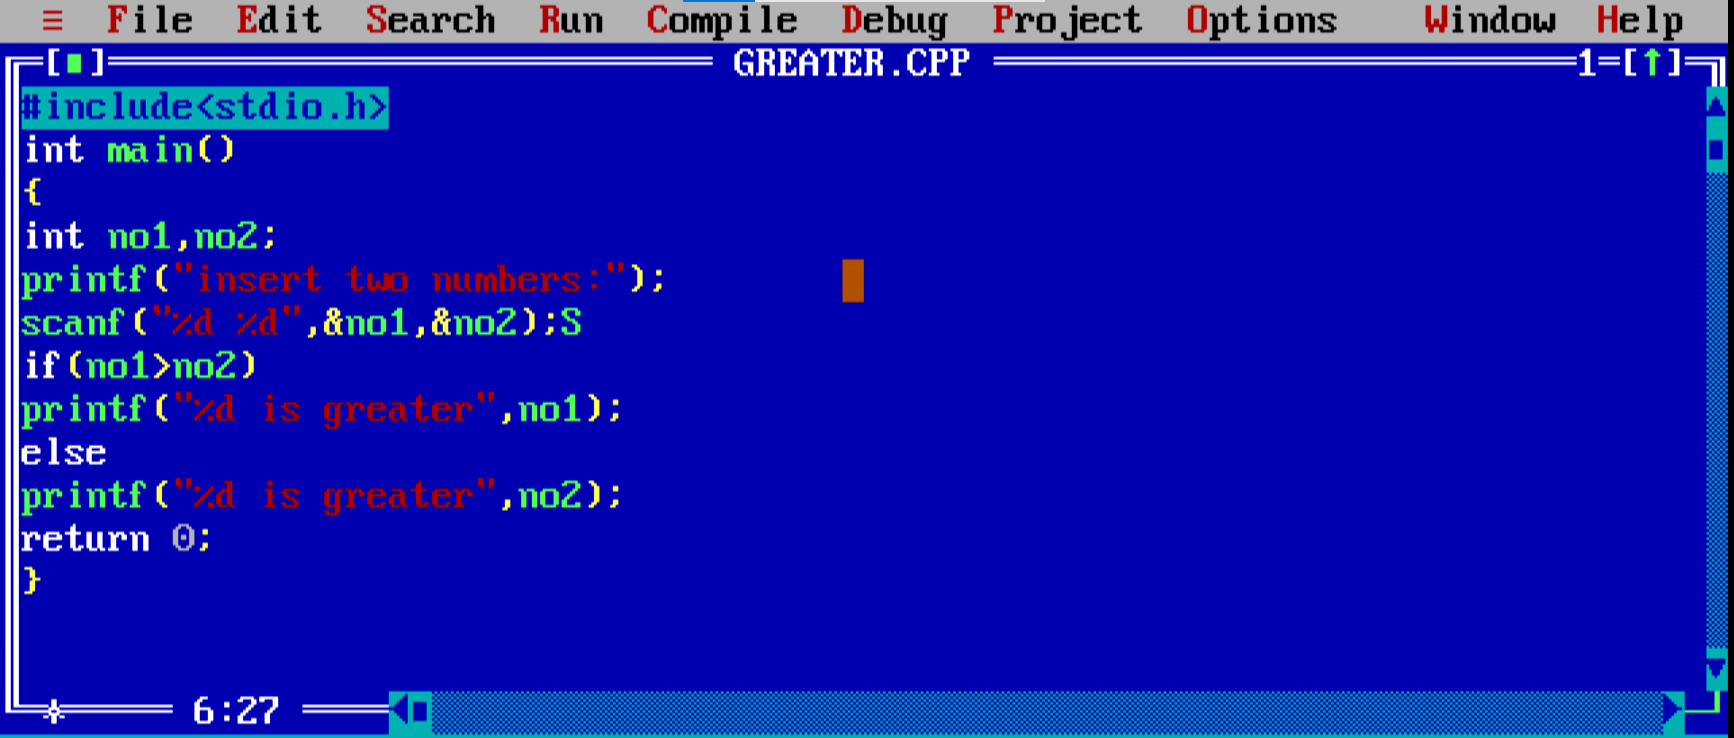 ≡ File Edit Search Run Compile Debug Project Options Window Help
[■] GREATER.CPP 1=[↑]
#include<stdio.h>
int main()
{
int no1,no2;
printf("insert two numbers:");
scanf("%d %d",&no1,&no2);S
if(no1>no2)
printf("%d is greater",no1);
else
printf("%d is greater",no2);
return 0;
}
6:27